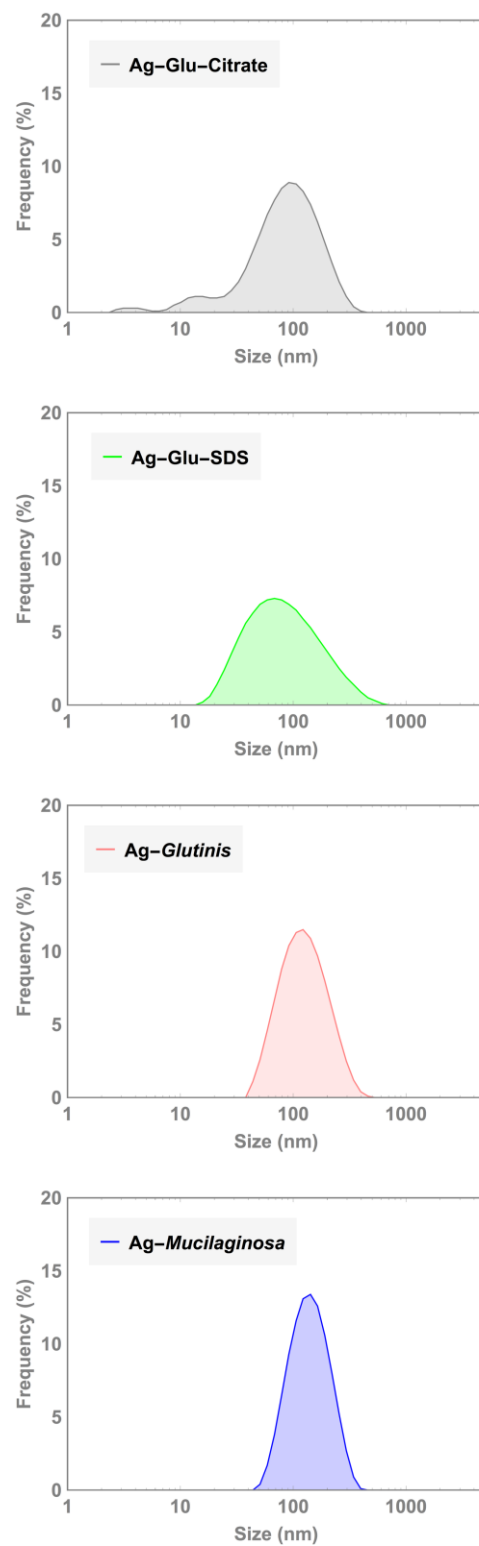 20
Ag–Glu–Citrate
15
Frequency (%)
10
5
0
1 10 100 1000
Size (nm)
20
Ag–Glu–SDS
15
Frequency (%)
10
5
0
1 10 100 1000
Size (nm)
20
Ag–Glutinis
15
Frequency (%)
10
5
0
1 10 100 1000
Size (nm)
20
Ag–Mucilaginosa
15
Frequency (%)
10
5
0
1 10 100 1000
Size (nm)